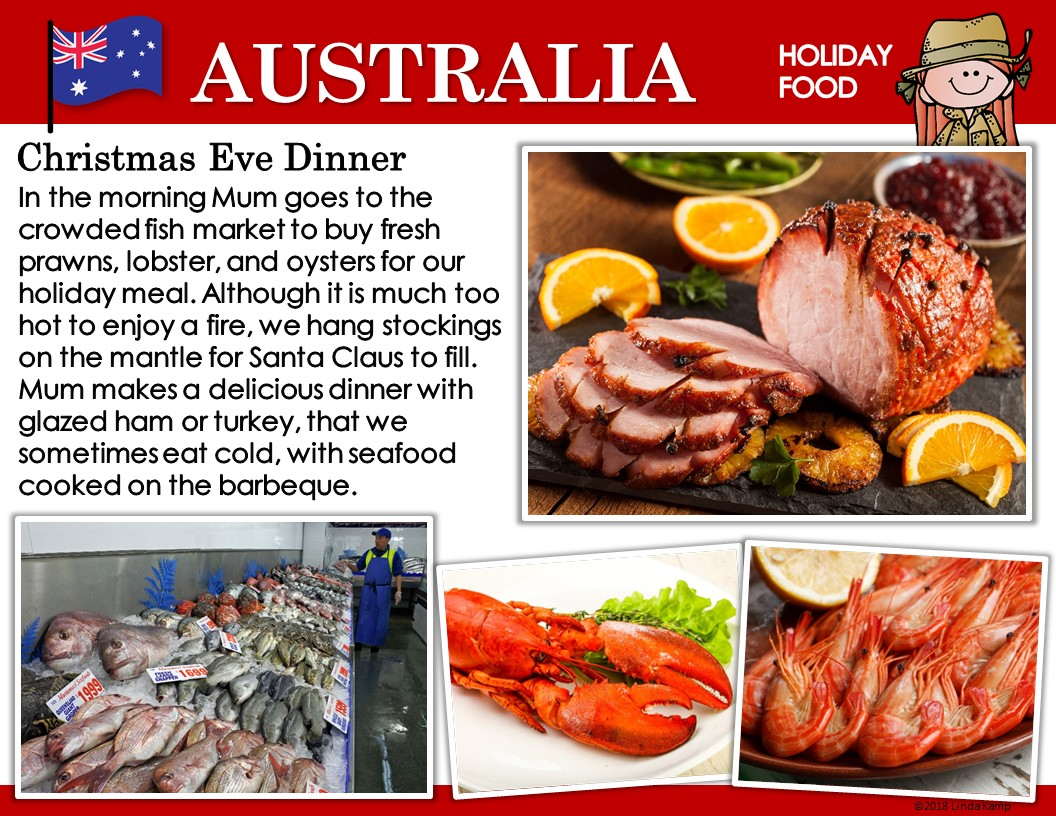 AUSTRALIA
HOLIDAY
FOOD
Christmas Eve Dinner
In the morning Mum goes to the
crowded fish market to buy fresh
prawns, lobster, and oysters for our
holiday meal. Although it is much too
hot to enjoy a fire, we hang stockings
on the mantle for Santa Claus to fill.
Mum makes a delicious dinner with
glazed ham or turkey, that we
sometimes eat cold, with seafood
cooked on the barbeque.
1999
1699
©2018 Linda Kamp